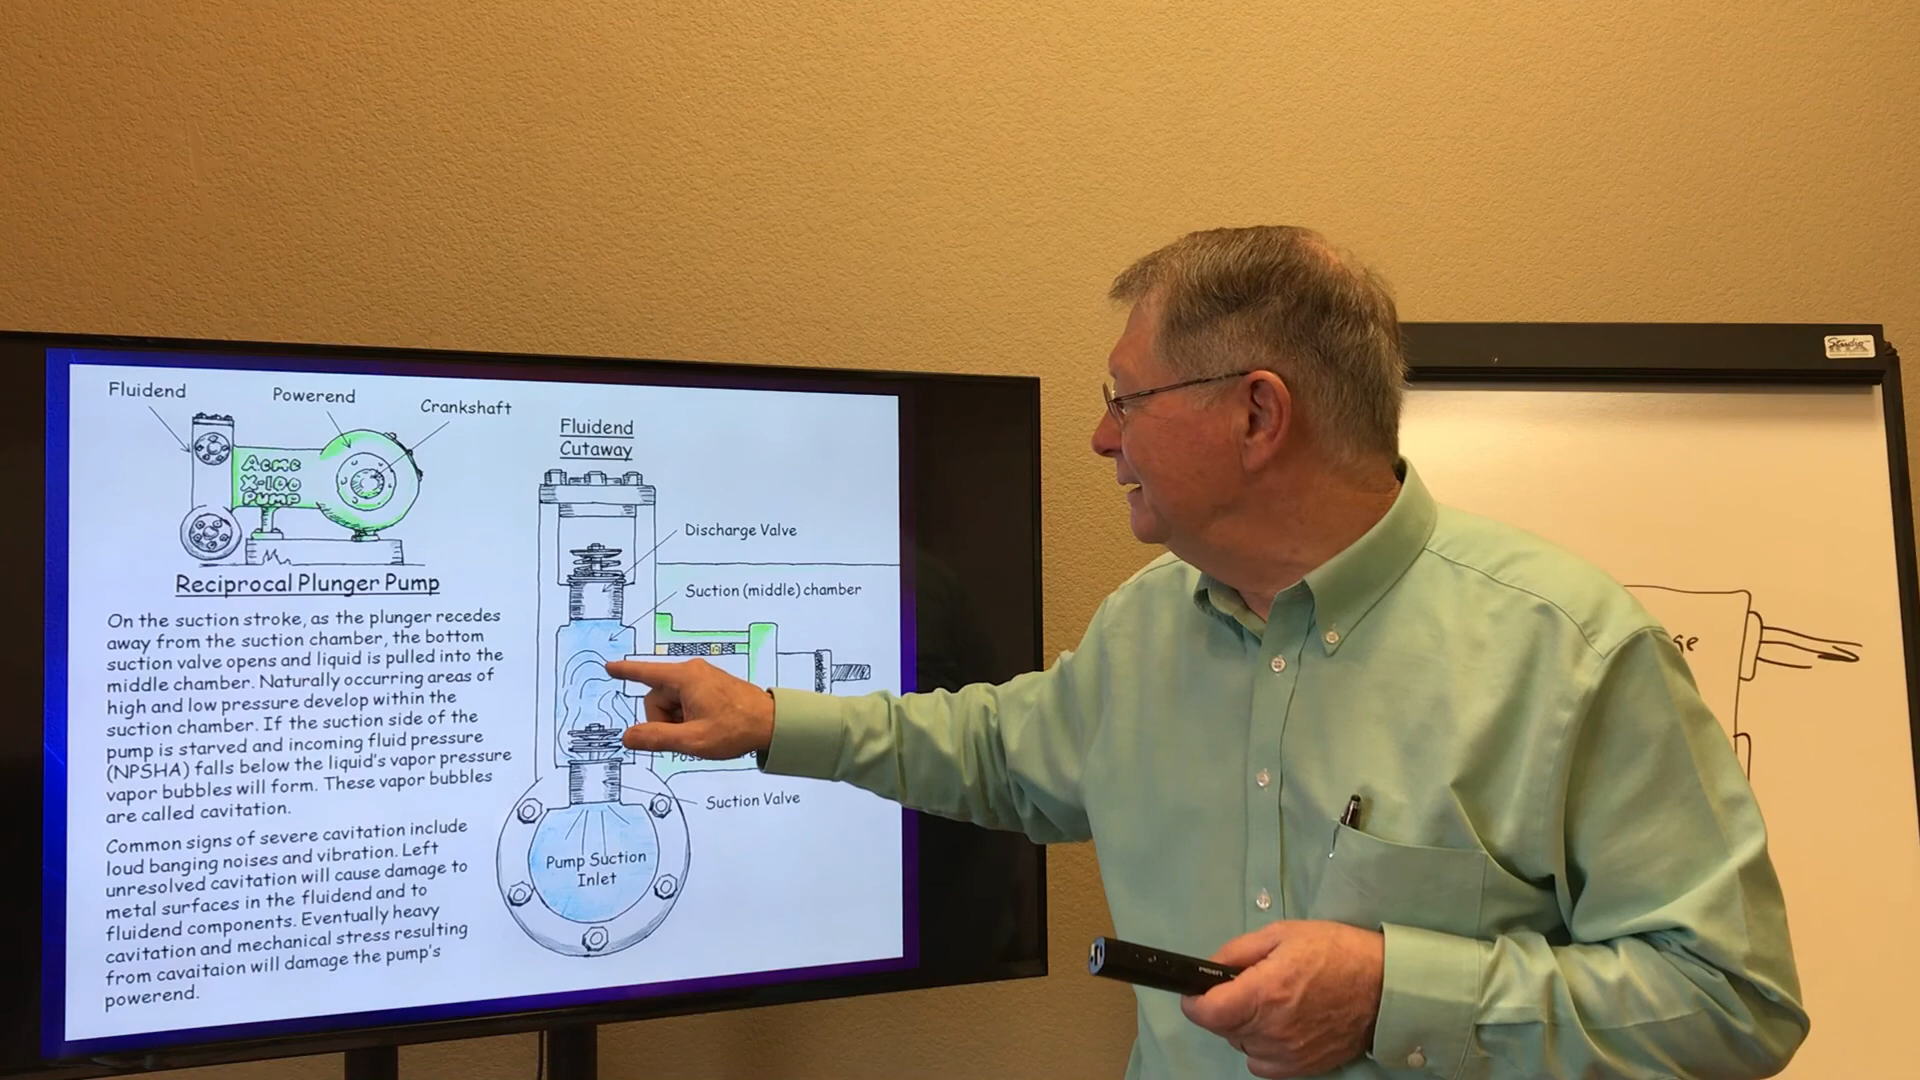 Fluidend
Powerend
Crankshaft
Acme
X-100
Pump
Reciprocal Plunger Pump
On the suction stroke, as the plunger recedes
away from the suction chamber, the bottom
suction valve opens and liquid is pulled into the
middle chamber. Naturally occurring areas of
high and low pressure develop within the
suction chamber. If the suction side of the
pump is starved and incoming fluid pressure
(NPSHA) falls below the liquid's vapor pressure
vapor bubbles will form. These vapor bubbles
are called cavitation.
Common signs of severe cavitation include
loud banging noises and vibration. Left
unresolved cavitation will cause damage to
metal surfaces in the fluidend and to
fluidend components. Eventually heavy
cavitation and mechanical stress resulting
from cavaitaion will damage the pump's
powerend.
Fluidend
Cutaway
Discharge Valve
Suction (middle) chamber
Suction Valve
Pump Suction
Inlet
Studio